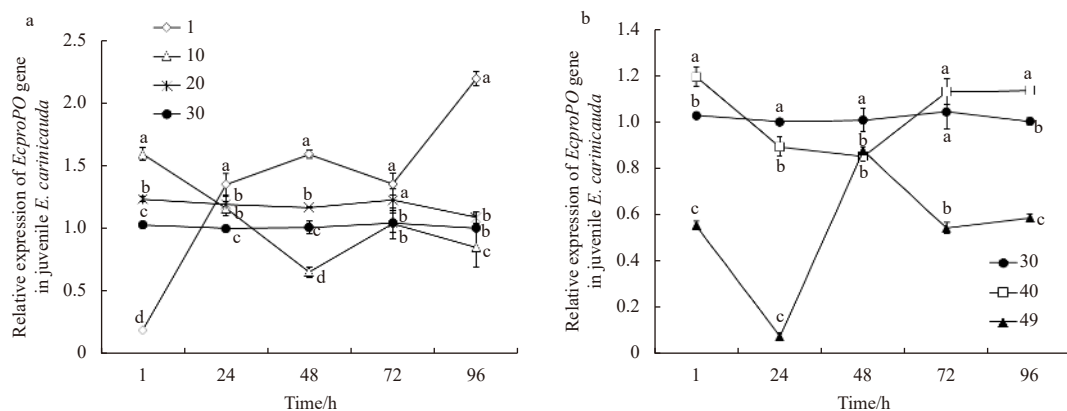 a
1
10
20
30
Relative expression of EcproPO gene
in juvenile E. carinicauda
2.5
2.0
1.5
1.0
0.5
0
a
b
c
d
a
b
b
c
a
b
c
d
a
a
b
b
a
b
b
c
1 24 48 72 96
Time/h
b
Relative expression of EcproPO gene
in juvenile E. carinicauda
1.4
1.2
1.0
0.8
0.6
0.4
0.2
0
a
b
c
a
b
c
a
b
b
a
a
b
a
b
c
30
40
49
1 24 48 72 96
Time/h